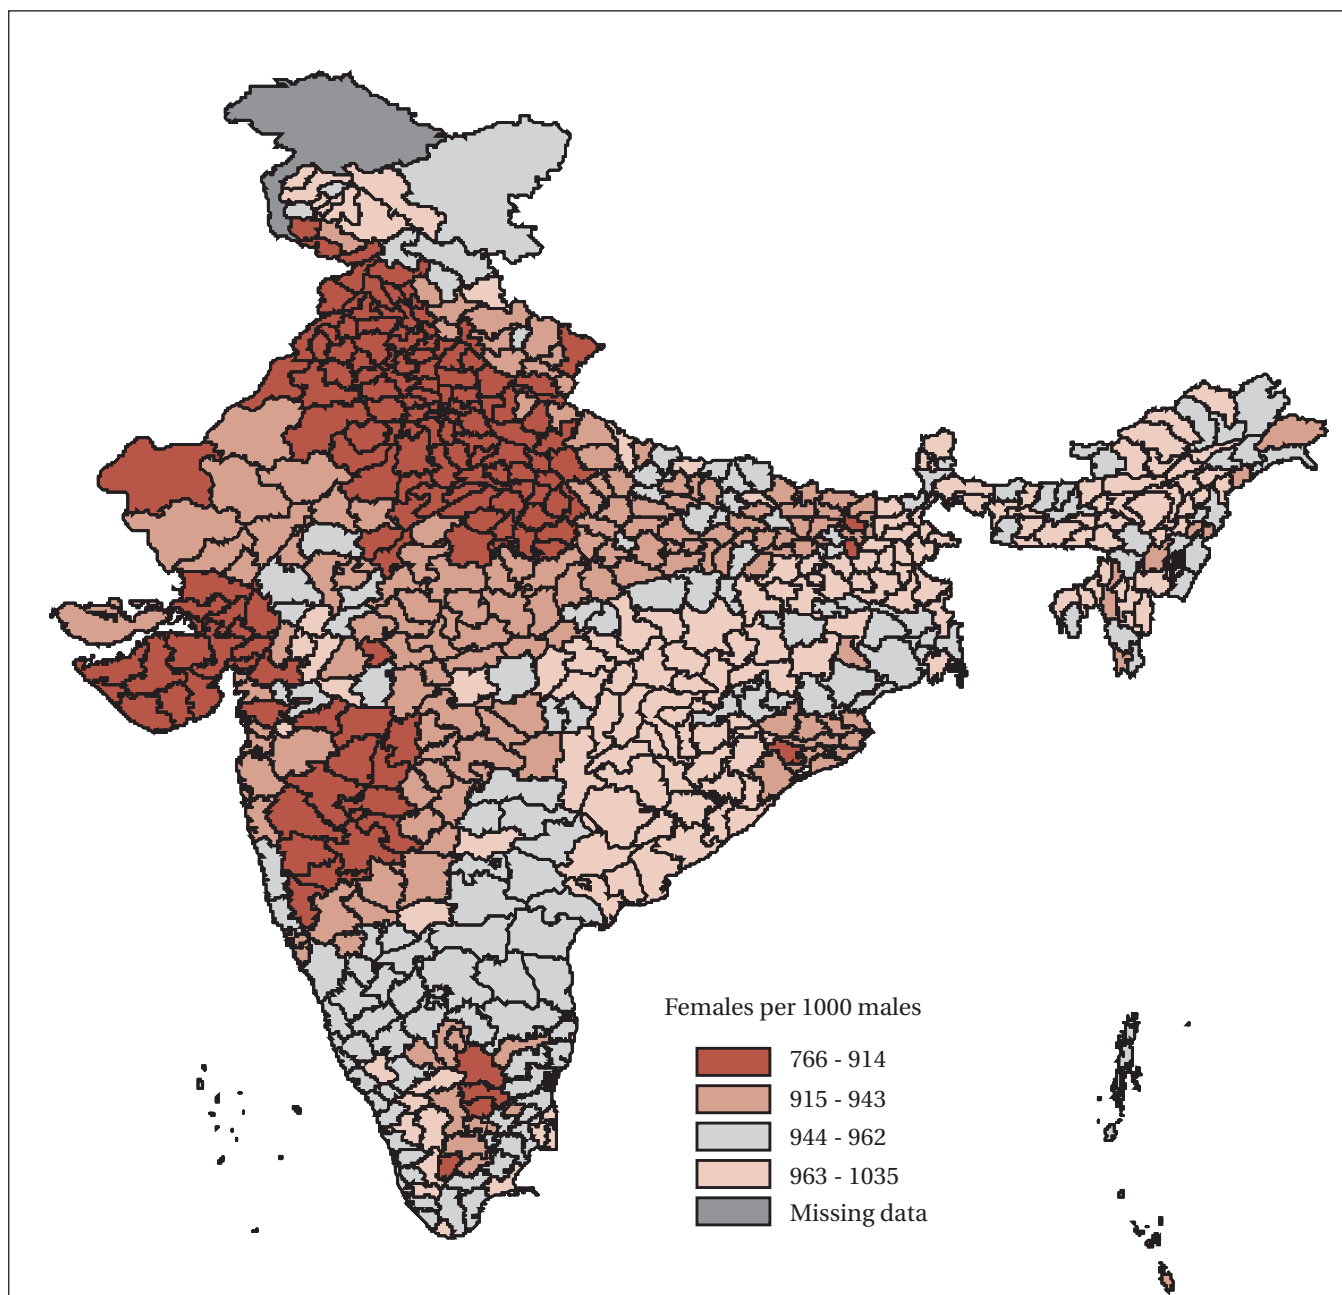 Females per 1000 males
766 - 914
915 - 943
944 - 962
963 - 1035
Missing data